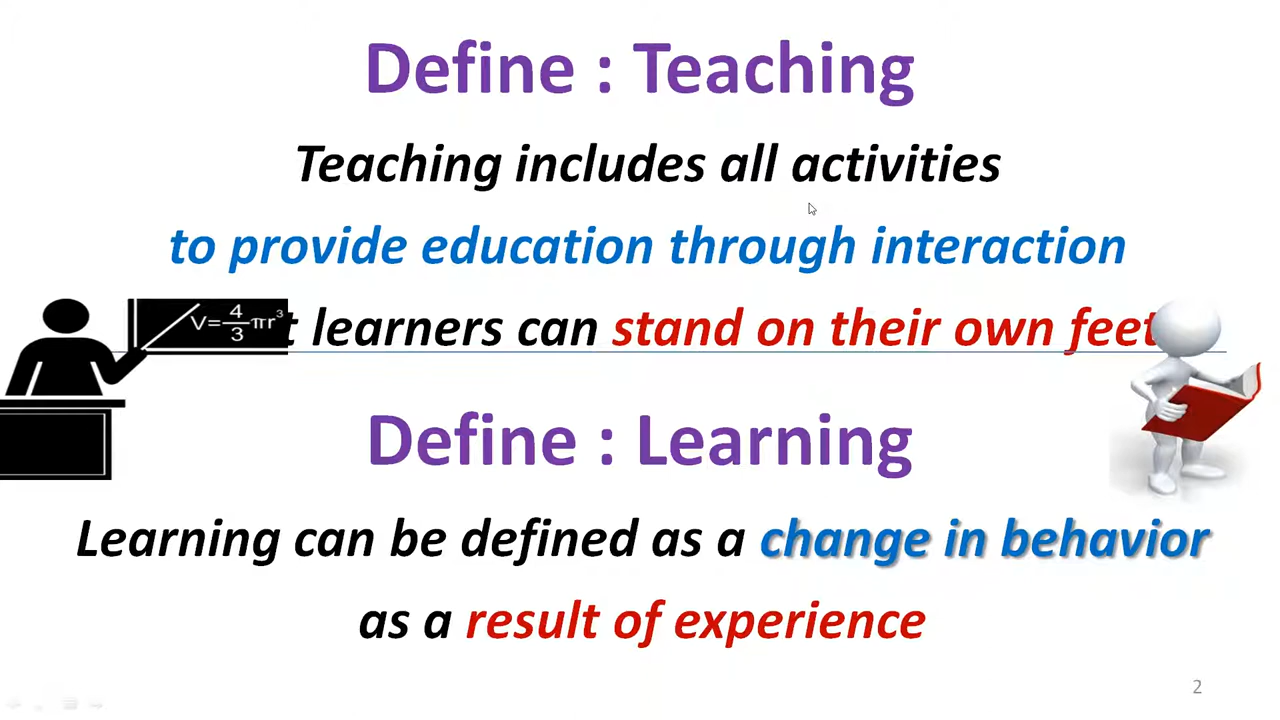 Define : Teaching
Teaching includes all activities
to provide education through interaction
V=4/3πr³
learners can stand on their own feet
Define : Learning
Learning can be defined as a change in behavior
as a result of experience
2